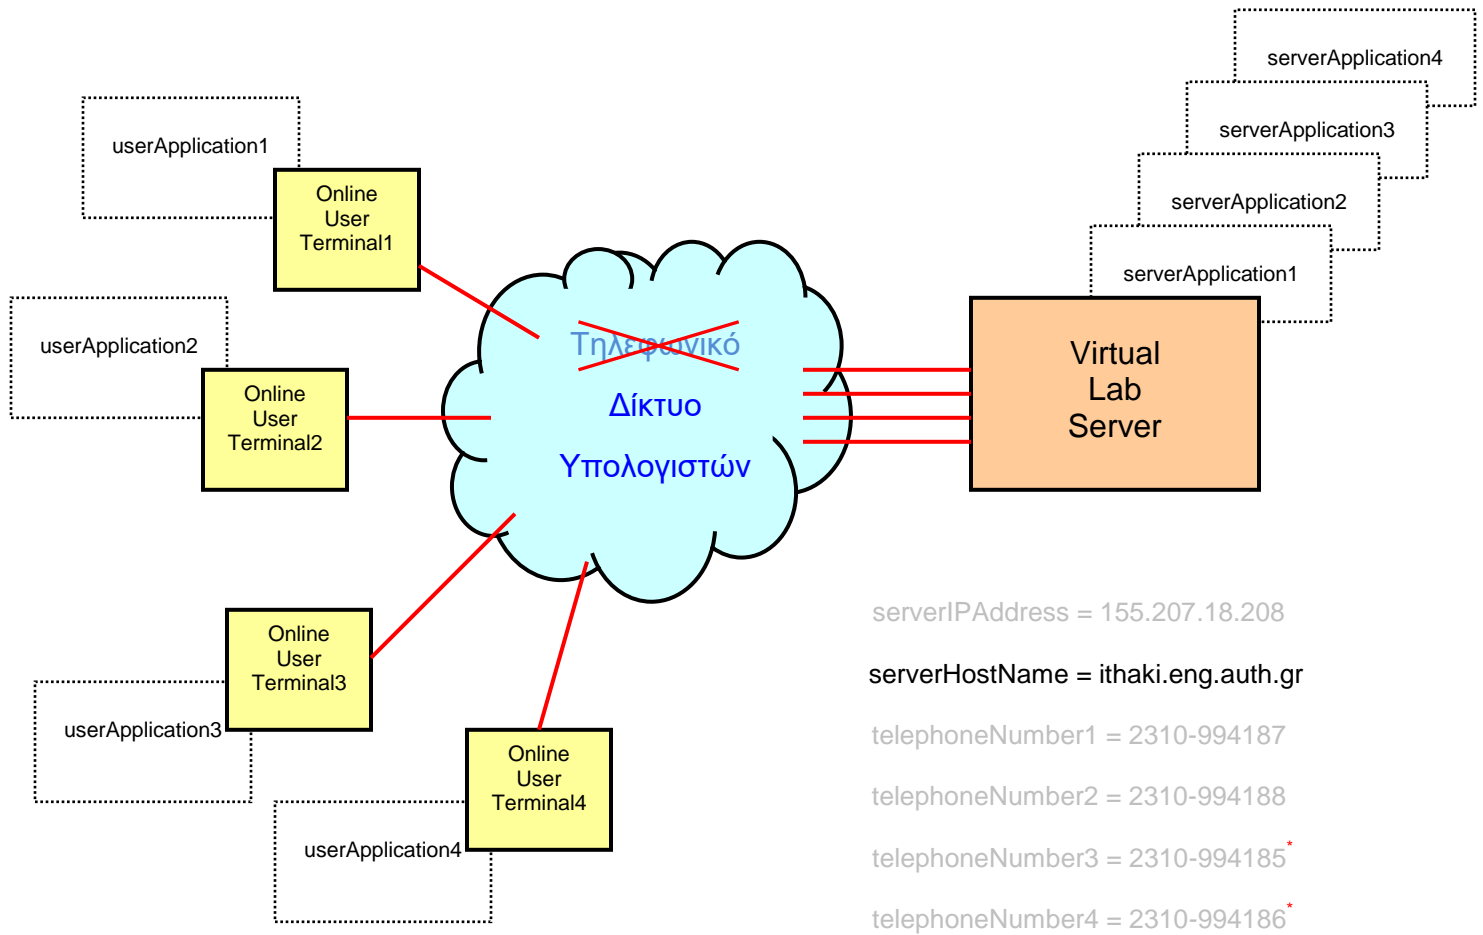 serverApplication4
serverApplication3
serverApplication2
serverApplication1
userApplication1
Online
User
Terminal1
userApplication2
Online
User
Terminal2
Τηλεφωνικό
Δίκτυο
Υπολογιστών
Virtual
Lab
Server
Online
User
Terminal3
userApplication3
Online
User
Terminal4
userApplication4
serverIPAddress = 155.207.18.208
serverHostName = ithaki.eng.auth.gr
telephoneNumber1 = 2310-994187
telephoneNumber2 = 2310-994188
telephoneNumber3 = 2310-994185*
telephoneNumber4 = 2310-994186*